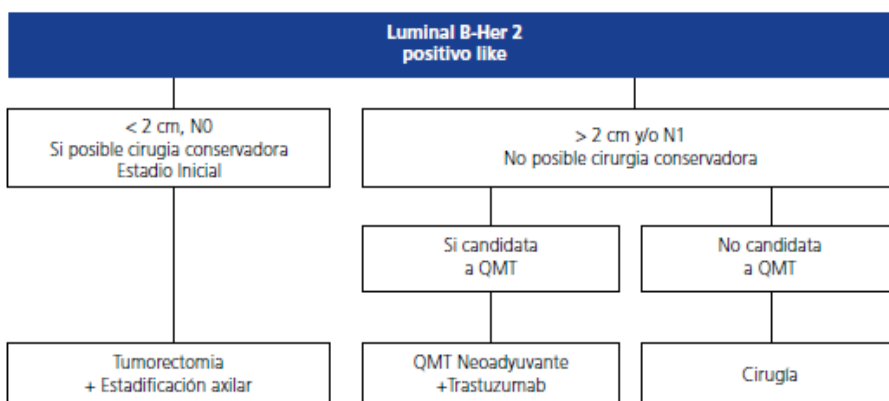 Luminal B-Her 2
positivo like
< 2 cm, N0
Si posible cirugia conservadora
Estadio Inicial
> 2 cm y/o N1
No posible cirurgia conservadora
Si candidata
a QMT
No candidata
a QMT
Tumorectomia
+ Estadificación axilar
QMT Neoadyuvante
+Trastuzumab
Cirugía